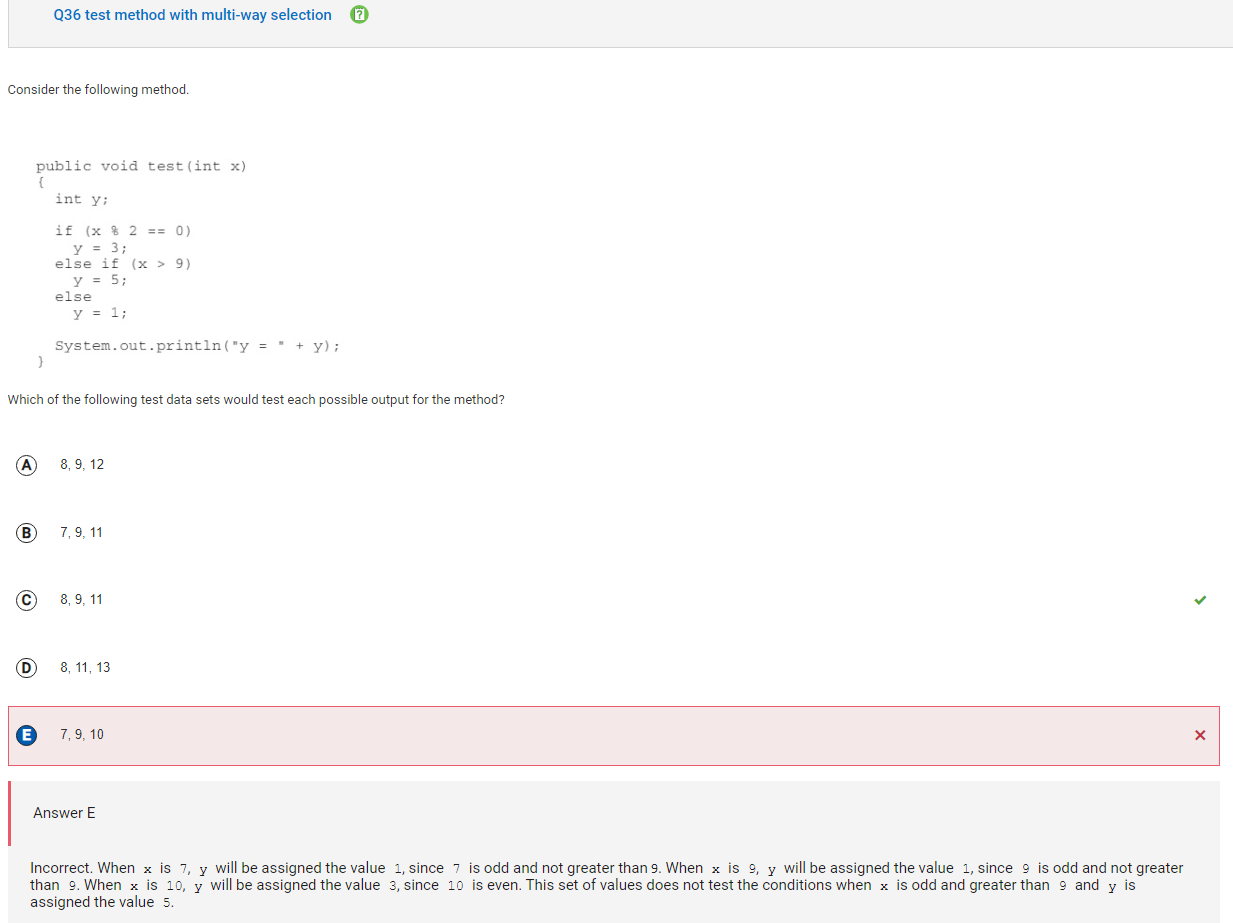 Q36 test method with multi-way selection
Consider the following method.
public void test(int x)
{
int y;
if (x % 2 == 0)
y = 3;
else if (x > 9)
y = 5;
else
y = 1;
System.out.println("y = " + y);
}
Which of the following test data sets would test each possible output for the method?
A 8, 9, 12
B 7, 9, 11
C 8, 9, 11
D 8, 11, 13
E 7, 9, 10
Answer E
Incorrect. When x is 7, y will be assigned the value 1, since 7 is odd and not greater than 9. When x is 9, y will be assigned the value 1, since 9 is odd and not greater
than 9. When x is 10, y will be assigned the value 3, since 10 is even. This set of values does not test the conditions when x is odd and greater than 9 and y is
assigned the value 5.